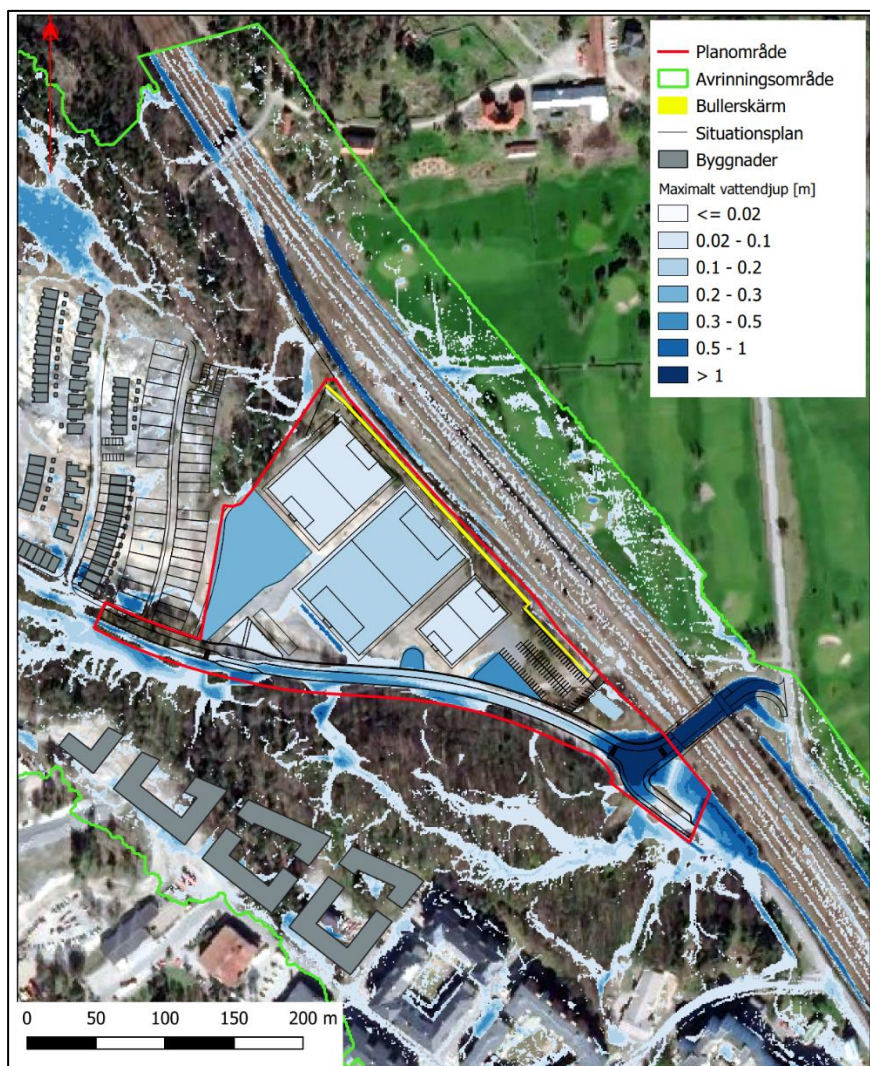 Planområde
Avrinningsområde
Bullerskärm
Situationsplan
Byggnader
Maximalt vattendjup [m]
<= 0.02
0.02 - 0.1
0.1 - 0.2
0.2 - 0.3
0.3 - 0.5
0.5 - 1
> 1
0 50 100 150 200 m